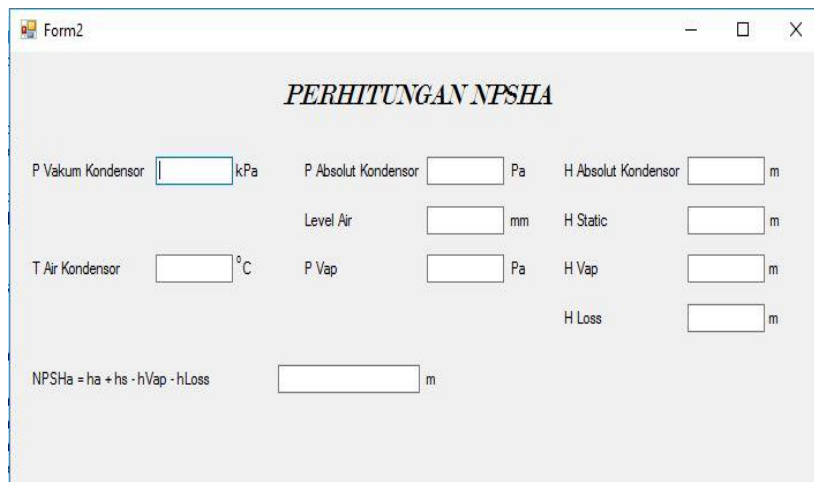 Form2
PERHITUNGAN NPSHA
P Vakum Kondensor kPa P Absolut Kondensor Pa H Absolut Kondensor m
Level Air mm H Static m
T Air Kondensor °C P Vap Pa H Vap m
H Loss m
NPSHa = ha + hs - hVap - hLoss m